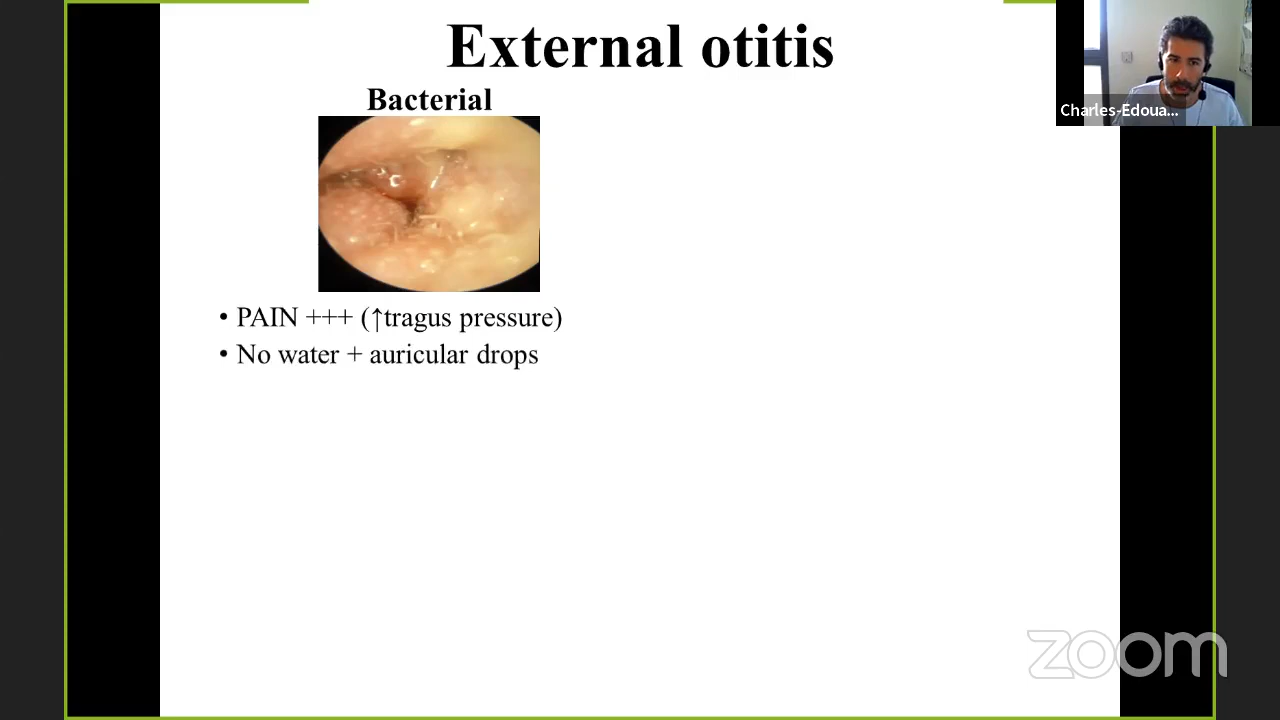 External otitis
Bacterial
Charles-Edoua...
• PAIN +++ (↑tragus pressure)
• No water + auricular drops
zoom